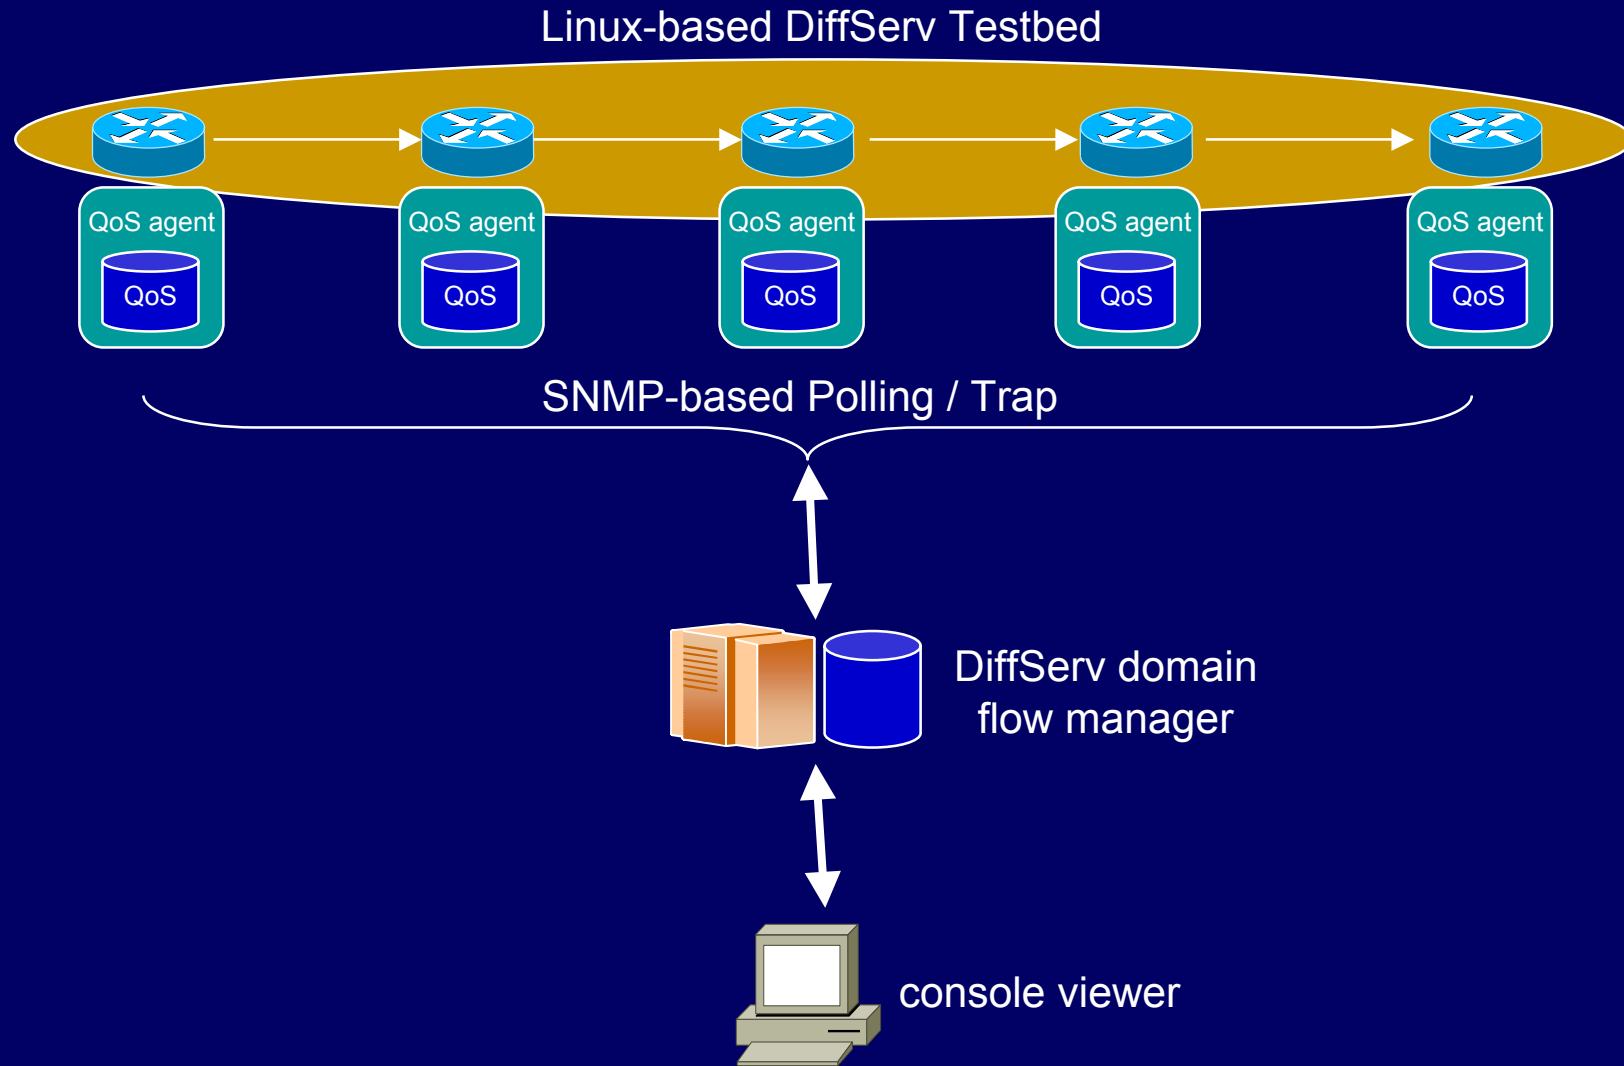 Linux-based DiffServ Testbed
QoS agent
QoS agent
QoS agent
QoS agent
QoS agent
QoS
QoS
QoS
QoS
QoS
SNMP-based Polling / Trap
DiffServ domain
flow manager
console viewer